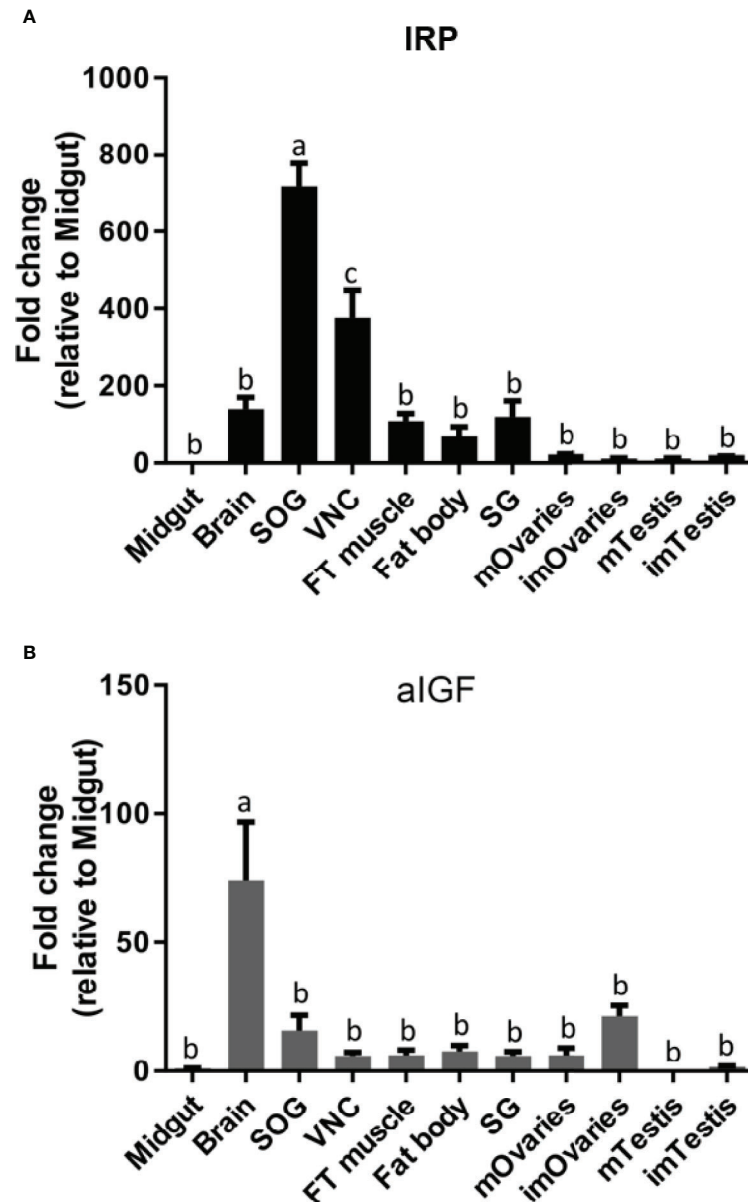 A
IRP
Fold change
(relative to Midgut)
1000
800
600
400
200
0
b
b
a
c
b
b
b
b
b
b
b
Midgut
Brain
SOG
VNC
FT muscle
Fat body
SG
mOvaries
imOvaries
mTestis
imTestis
B
aIGF
Fold change
(relative to Midgut)
150
100
50
0
b
a
b
b
b
b
b
b
b
b
b
Midgut
Brain
SOG
VNC
FT muscle
Fat body
SG
mOvaries
imOvaries
mTestis
imTestis